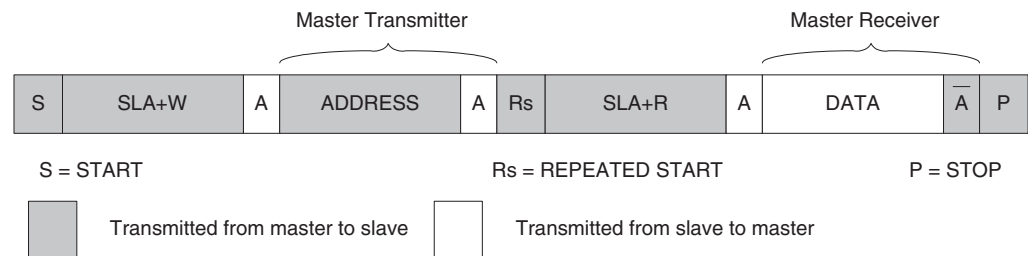 Master Transmitter Master Receiver
S SLA+W A ADDRESS A Rs SLA+R A DATA A̅ P
S = START Rs = REPEATED START P = STOP
Transmitted from master to slave Transmitted from slave to master